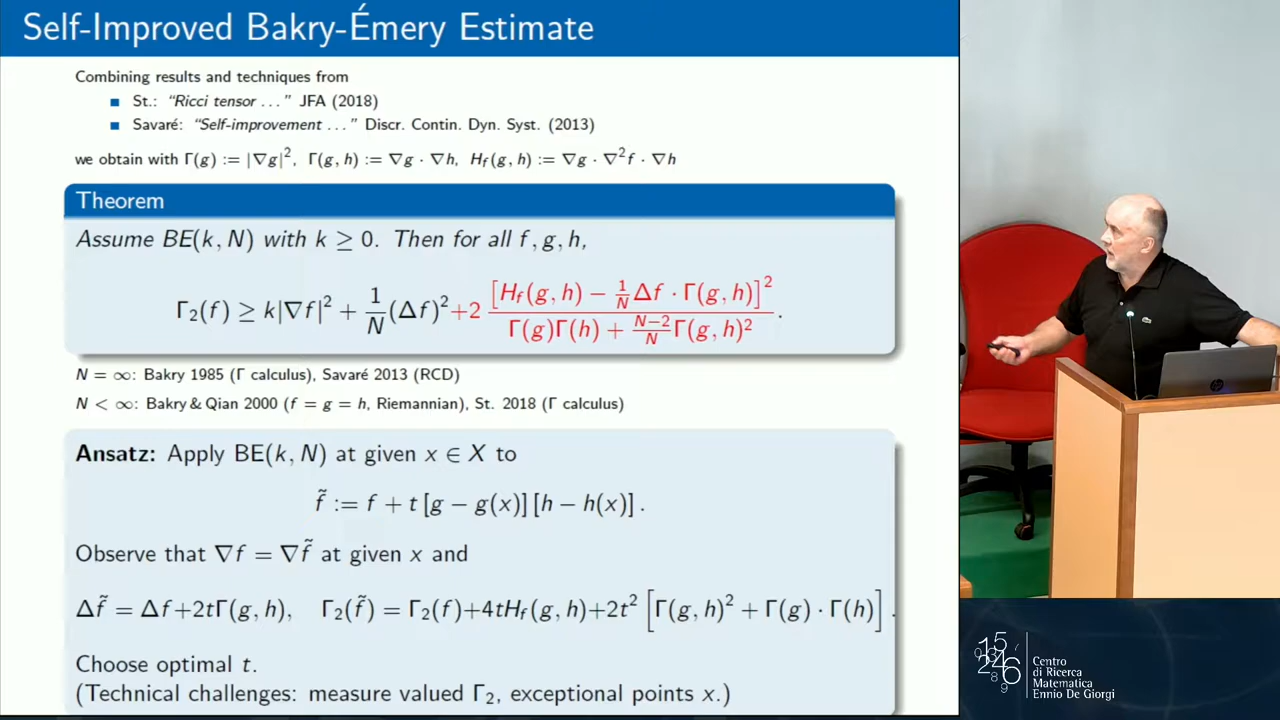 Self-Improved Bakry-Émery Estimate
Combining results and techniques from
St.: "Ricci tensor ..." JFA (2018)
Savaré: "Self-improvement ..." Discr. Contin. Dyn. Syst. (2013)
we obtain with Γ(g) := |∇g|², Γ(g, h) := ∇g · ∇h, H_f(g, h) := ∇g · ∇²f · ∇h
Theorem
Assume BE(k, N) with k ≥ 0. Then for all f, g, h,
Γ₂(f) ≥ k|∇f|² + 1/N (Δf)² +2 [H_f(g, h) − 1/N Δf · Γ(g, h)]² / Γ(g)Γ(h) + N−2/N Γ(g, h)² .
N = ∞: Bakry 1985 (Γ calculus), Savaré 2013 (RCD)
N < ∞: Bakry & Qian 2000 (f = g = h, Riemannian), St. 2018 (Γ calculus)
Ansatz: Apply BE(k, N) at given x ∈ X to
f̃ := f + t [g − g(x)] [h − h(x)] .
Observe that ∇f = ∇f̃ at given x and
Δf̃ = Δf+2tΓ(g, h), Γ₂(f̃) = Γ₂(f)+4tH_f(g, h)+2t² [Γ(g, h)² + Γ(g) · Γ(h)] .
Choose optimal t.
(Technical challenges: measure valued Γ₂, exceptional points x.)
Centro
di Ricerca
Matematica
Ennio De Giorgi